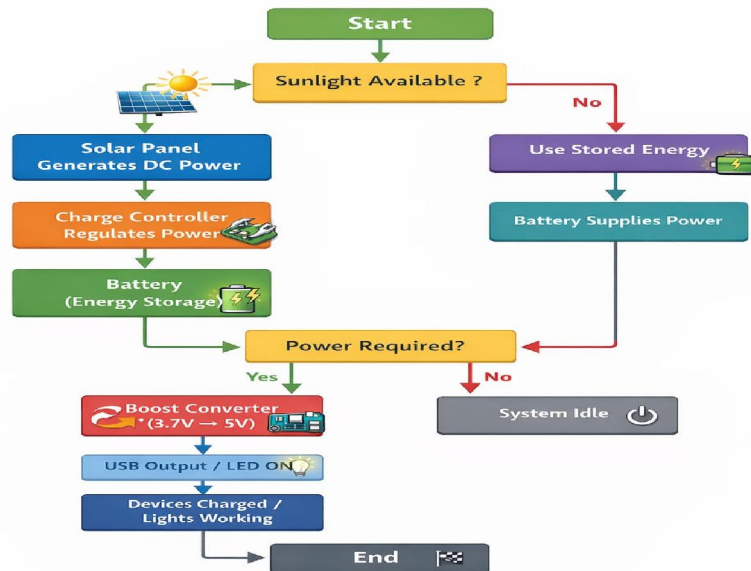 Start
Sunlight Available ?
No
Solar Panel
Generates DC Power
Use Stored Energy
Charge Controller
Regulates Power
Battery Supplies Power
Battery
(Energy Storage)
Power Required?
Yes
No
Boost Converter
(3.7V → 5V)
System Idle
USB Output / LED ON
Devices Charged /
Lights Working
End